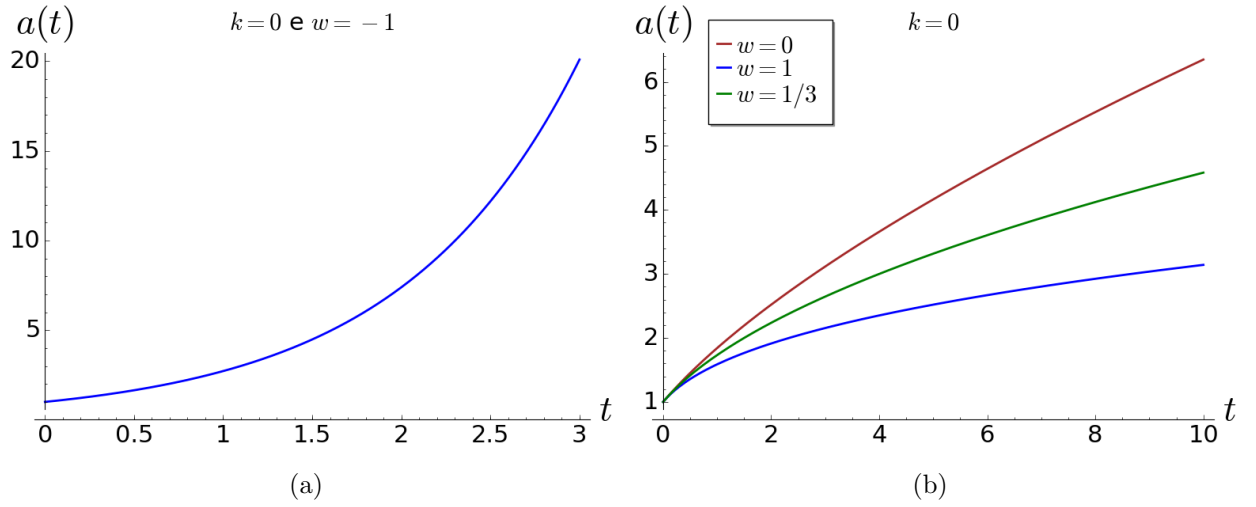 a(t)
k = 0 e w = −1
20
15
10
5
0 0.5 1 1.5 2 2.5 3
t
(a)
a(t)
k = 0
w = 0
w = 1
w = 1/3
6
5
4
3
2
1
0 2 4 6 8 10
t
(b)